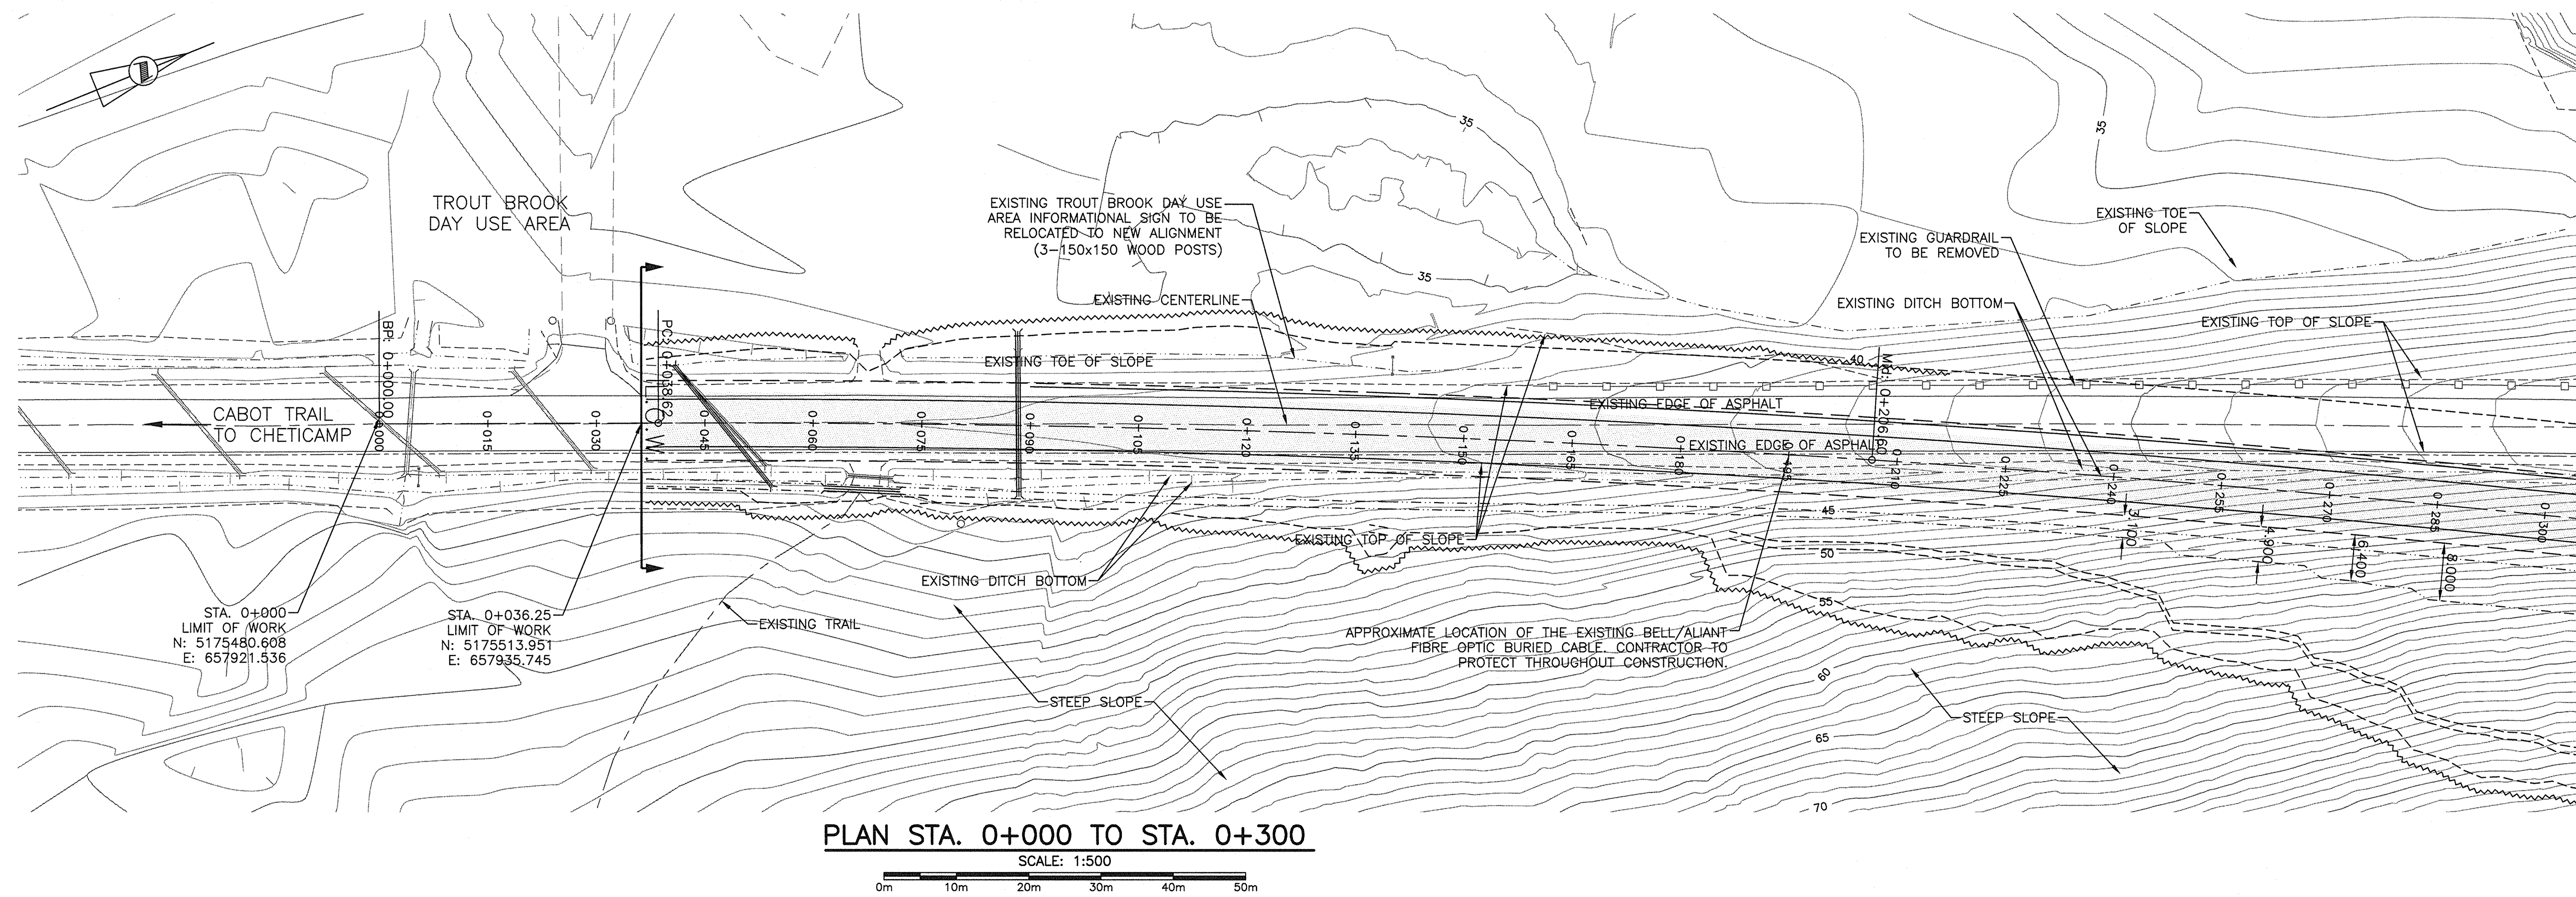 35
35
TROUT BROOK
DAY USE AREA
EXISTING TROUT BROOK DAY USE
AREA INFORMATIONAL SIGN TO BE
RELOCATED TO NEW ALIGNMENT
(3-150x150 WOOD POSTS)
EXISTING TOE
OF SLOPE
EXISTING GUARDRAIL
TO BE REMOVED
35
EXISTING CENTERLINE
EXISTING DITCH BOTTOM
EXISTING TOP OF SLOPE
BP: 0+000.00
PC: 0+038.62
L.O.W.
EXISTING TOE OF SLOPE
40
Mid: 0+206.60
EXISTING EDGE OF ASPHALT
CABOT TRAIL
TO CHETICAMP
EXISTING EDGE OF ASPHALT
0+000
0+015
0+030
0+045
0+060
0+075
0+090
0+105
0+120
0+135
0+150
0+165
0+180
0+195
0+210
0+225
0+240
0+255
0+270
0+285
0+300
45
3.100
4.900
6.400
8.000
EXISTING TOP OF SLOPE
50
EXISTING DITCH BOTTOM
55
STA. 0+000
LIMIT OF WORK
N: 5175480.608
E: 657921.536
STA. 0+036.25
LIMIT OF WORK
N: 5175513.951
E: 657935.745
EXISTING TRAIL
APPROXIMATE LOCATION OF THE EXISTING BELL/ALIANT
FIBRE OPTIC BURIED CABLE. CONTRACTOR TO
PROTECT THROUGHOUT CONSTRUCTION.
60
STEEP SLOPE
STEEP SLOPE
65
70
PLAN STA. 0+000 TO STA. 0+300
SCALE: 1:500
0m 10m 20m 30m 40m 50m